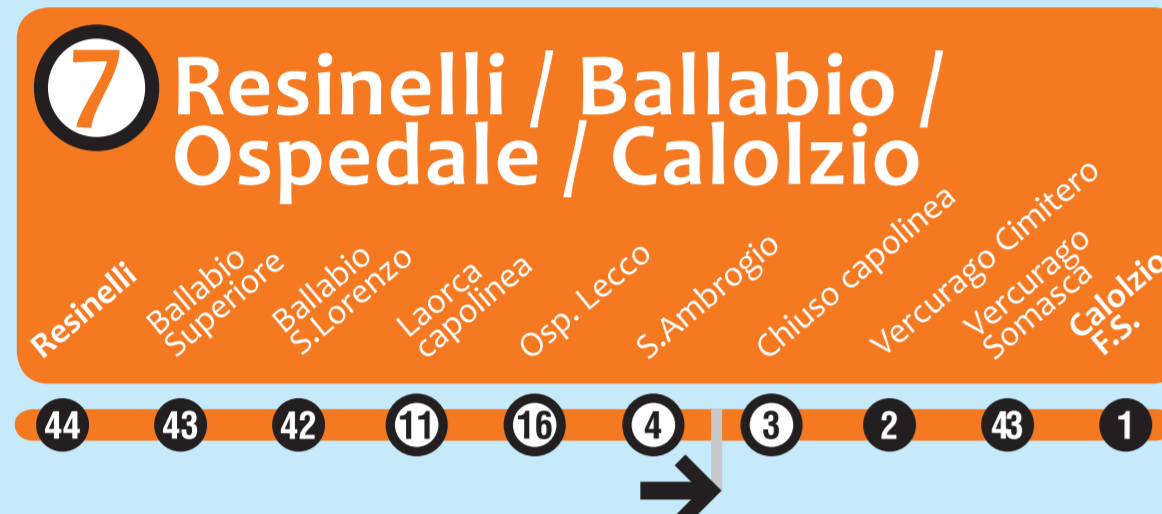 7
Resinelli / Ballabio /
Ospedale / Calolzio
Resinelli
Ballabio
Superiore
Ballabio
S.Lorenzo
Laorca
capolinea
Osp. Lecco
S.Ambrogio
Chiuso capolinea
Vercurago Cimitero
Vercurago
Somasca
Calolzio
F.S.
44 43 42 11 16 4 3 2 43 1